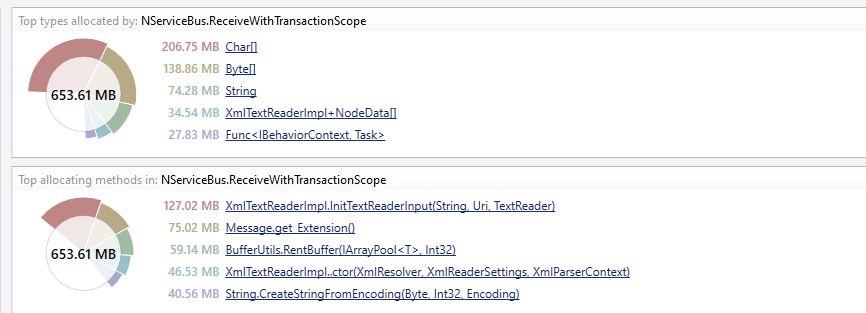 Top types allocated by: NServiceBus.ReceiveWithTransactionScope
653.61 MB
206.75 MB Char[]
138.86 MB Byte[]
74.28 MB String
34.54 MB XmlTextReaderImpl+NodeData[]
27.83 MB Func<IBehaviorContext, Task>
Top allocating methods in: NServiceBus.ReceiveWithTransactionScope
653.61 MB
127.02 MB XmlTextReaderImpl.InitTextReaderInput(String, Uri, TextReader)
75.02 MB Message.get_Extension()
59.14 MB BufferUtils.RentBuffer(IArrayPool<T>, Int32)
46.53 MB XmlTextReaderImpl..ctor(XmlResolver, XmlReaderSettings, XmlParserContext)
40.56 MB String.CreateStringFromEncoding(Byte, Int32, Encoding)